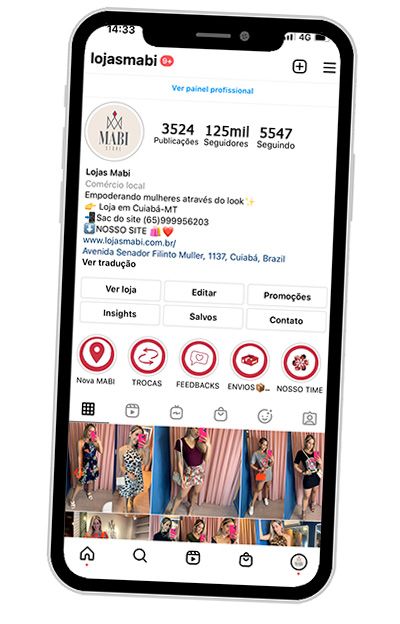 14:33
4G
lojasmabi 9+
Ver painel profissional
MABI
STORE
3524 125mil 5547
Publicações Seguidores Seguindo
Lojas Mabi
Comércio local
Empoderando mulheres através do look✨
👉 Loja em Cuiabá-MT
📲Sac do site (65)999956203
⬇️NOSSO SITE 🛍️❤️
www.lojasmabi.com.br/
Avenida Senador Filinto Muller, 1137, Cuiabá, Brazil
Ver tradução
Ver loja Editar Promoções
Insights Salvos Contato
Nova MABI TROCAS FEEDBACKS ENVIOS📦... NOSSO TIME